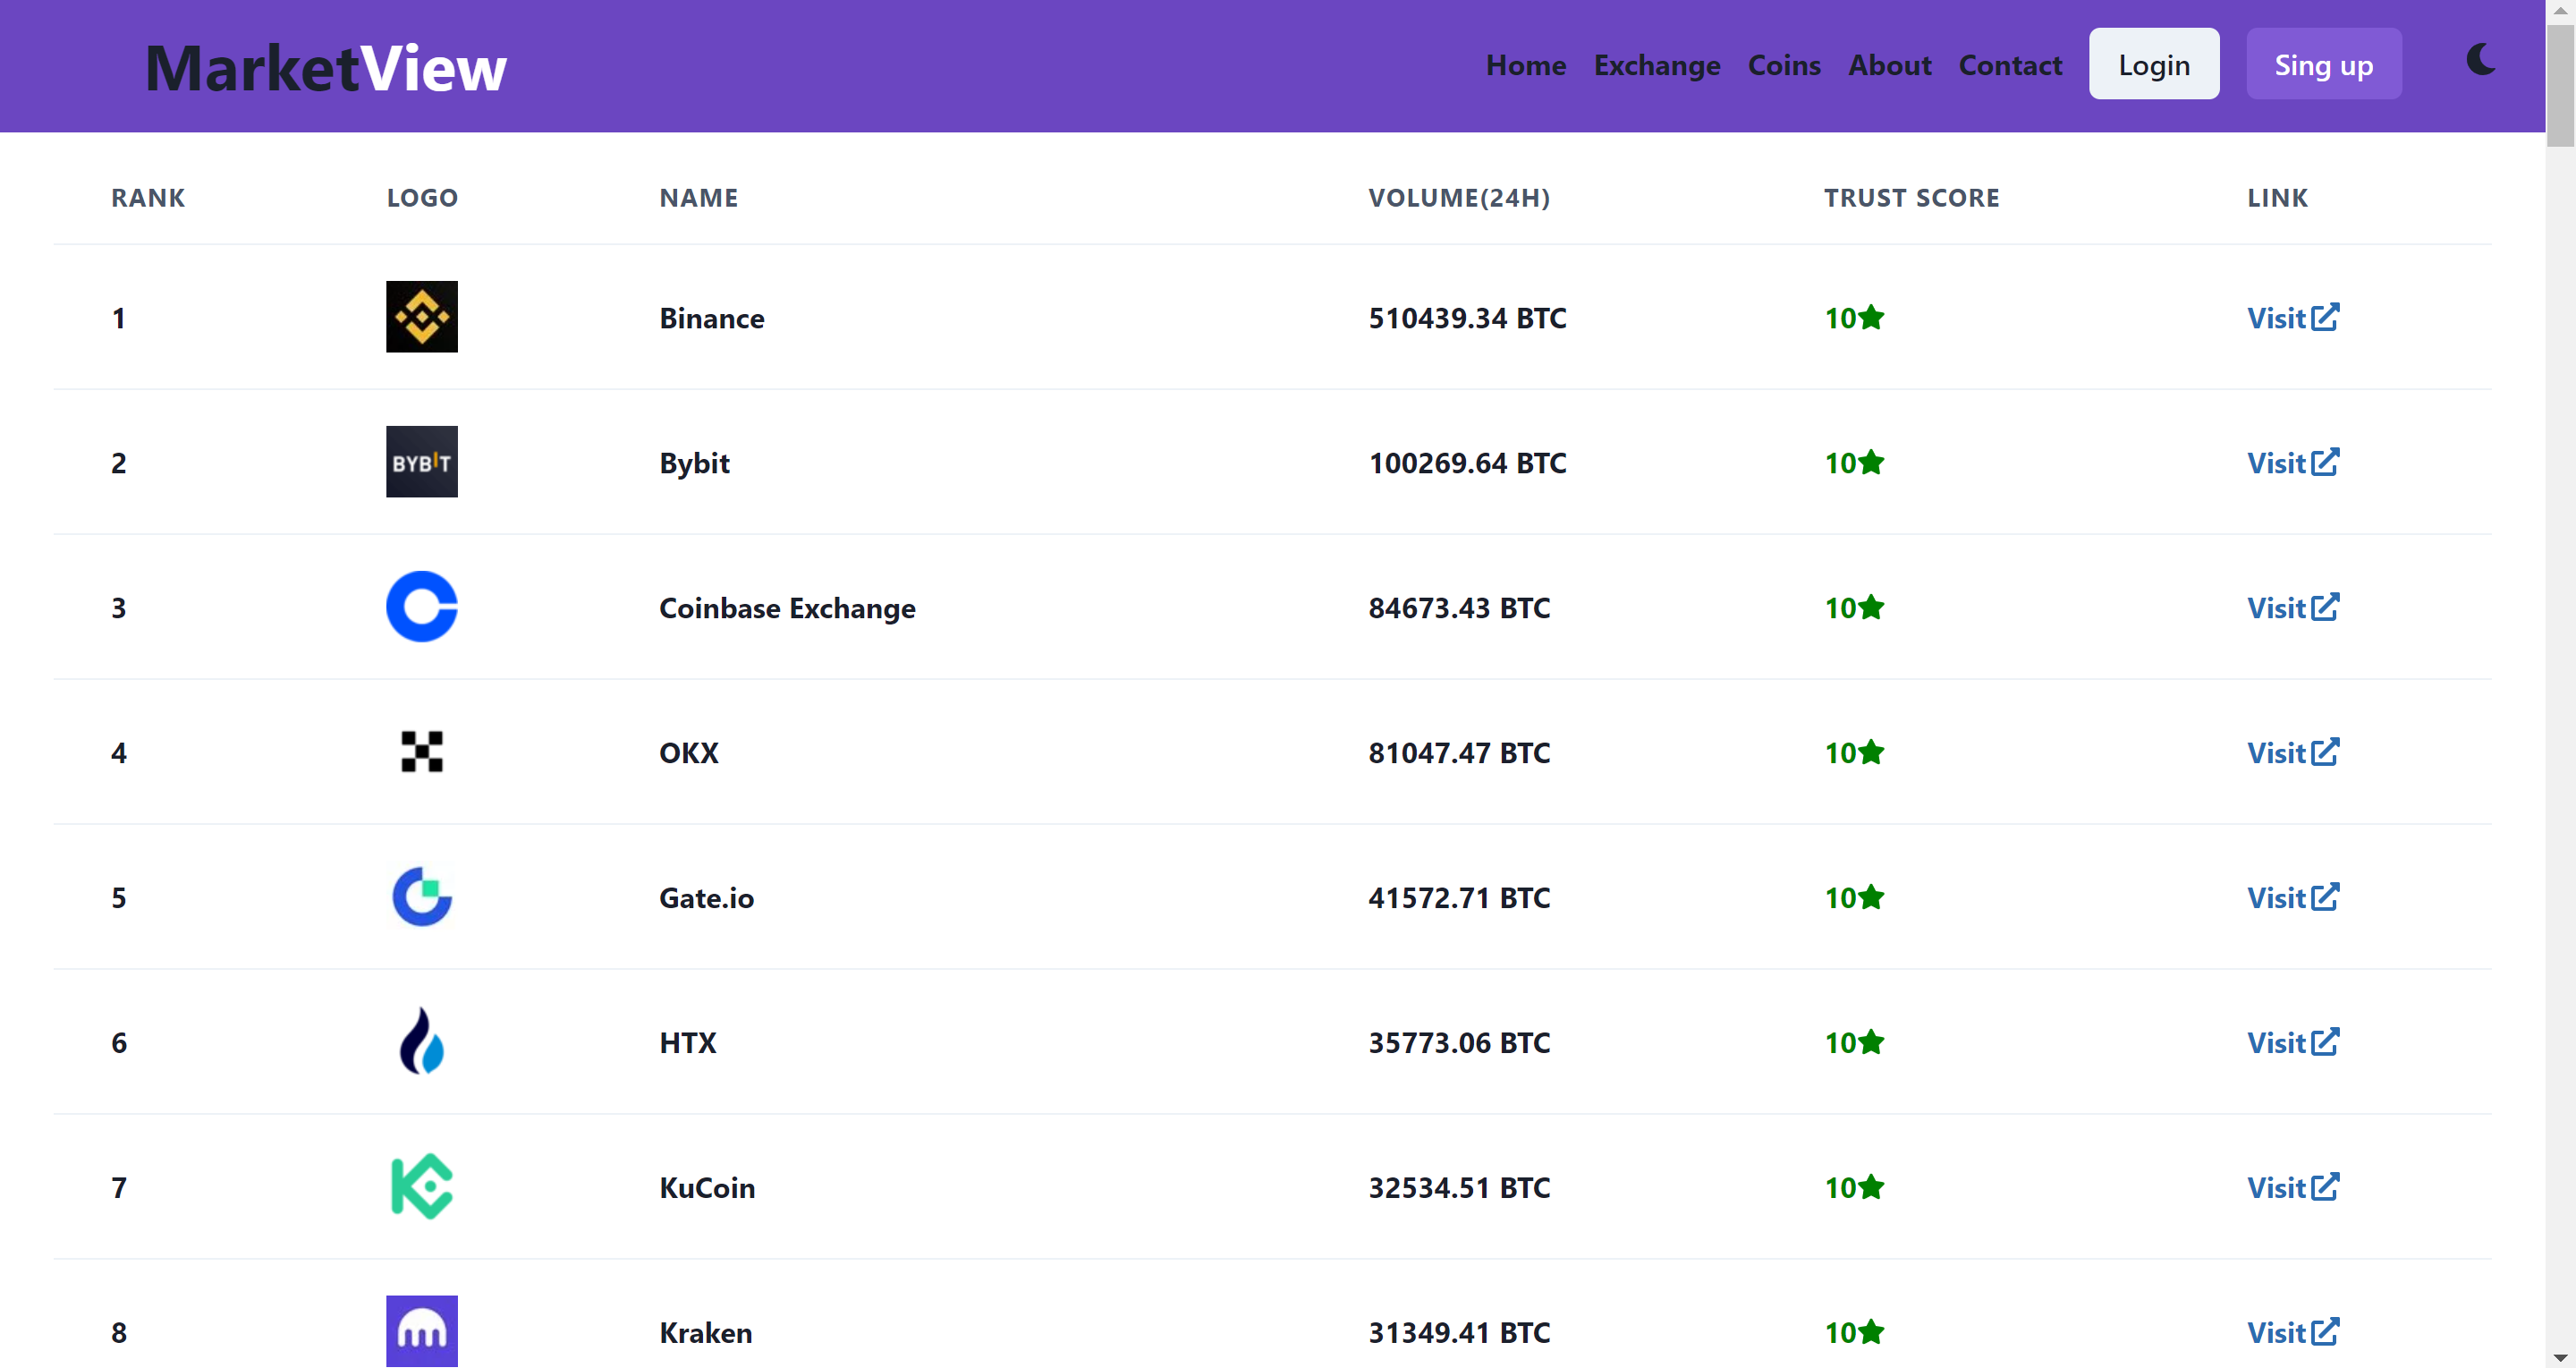 MarketView Home Exchange Coins About Contact Login Sing up
RANK LOGO NAME VOLUME(24H) TRUST SCORE LINK
1 Binance 510439.34 BTC 10 Visit
2 BYBIT Bybit 100269.64 BTC 10 Visit
3 Coinbase Exchange 84673.43 BTC 10 Visit
4 OKX 81047.47 BTC 10 Visit
5 Gate.io 41572.71 BTC 10 Visit
6 HTX 35773.06 BTC 10 Visit
7 KuCoin 32534.51 BTC 10 Visit
8 Kraken 31349.41 BTC 10 Visit